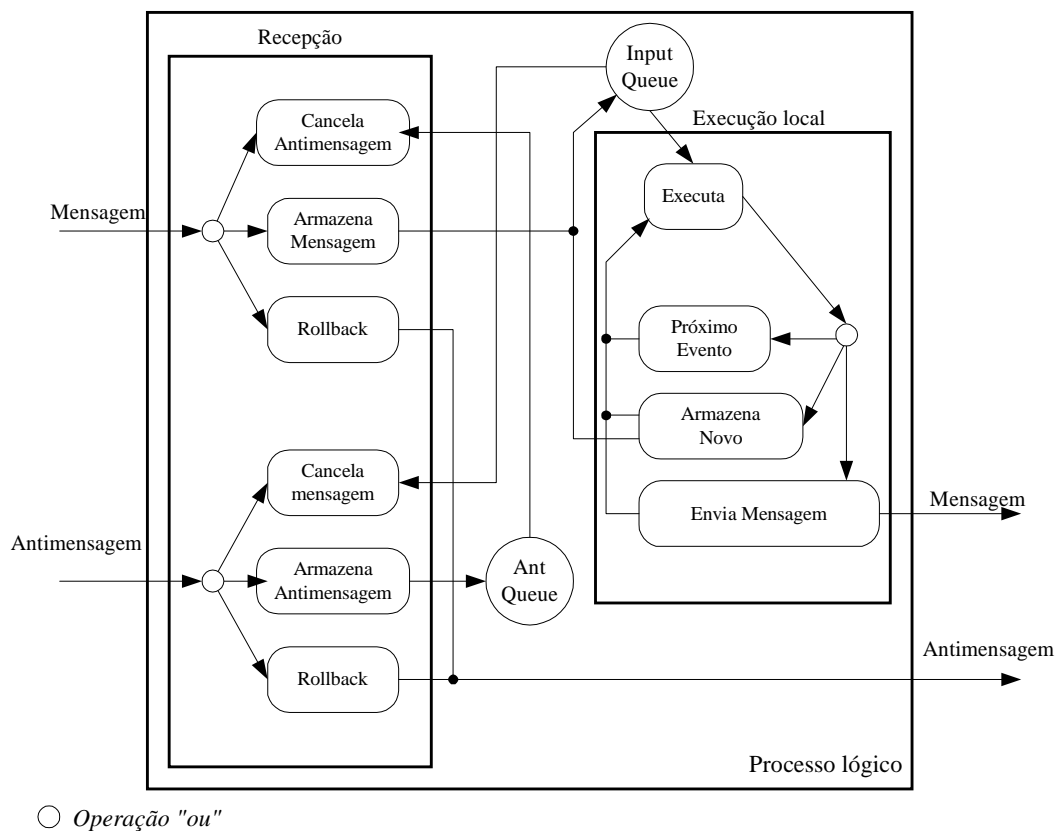 Recepção
Input
Queue
Execução local
Cancela
Antimensagem
Executa
Mensagem
Armazena
Mensagem
Rollback
Próximo
Evento
Armazena
Novo
Cancela
mensagem
Envia Mensagem
Mensagem
Antimensagem
Armazena
Antimensagem
Ant
Queue
Rollback
Antimensagem
Processo lógico
Operação "ou"